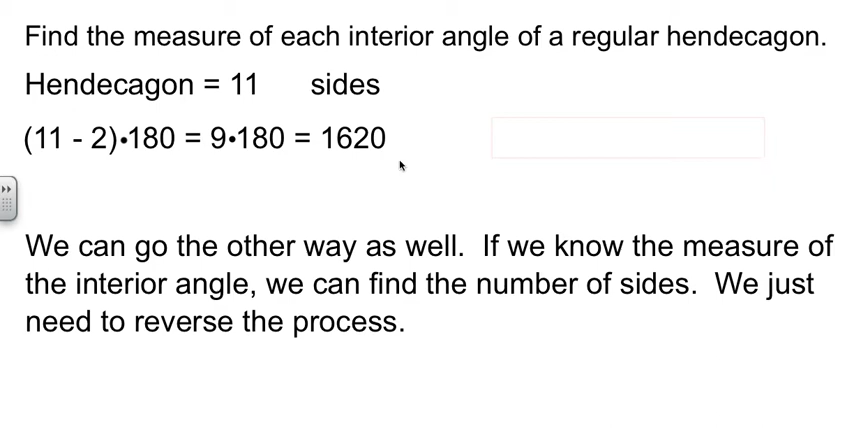 Find the measure of each interior angle of a regular hendecagon.
Hendecagon = 11 sides
(11 - 2)•180 = 9•180 = 1620
We can go the other way as well. If we know the measure of
the interior angle, we can find the number of sides. We just
need to reverse the process.